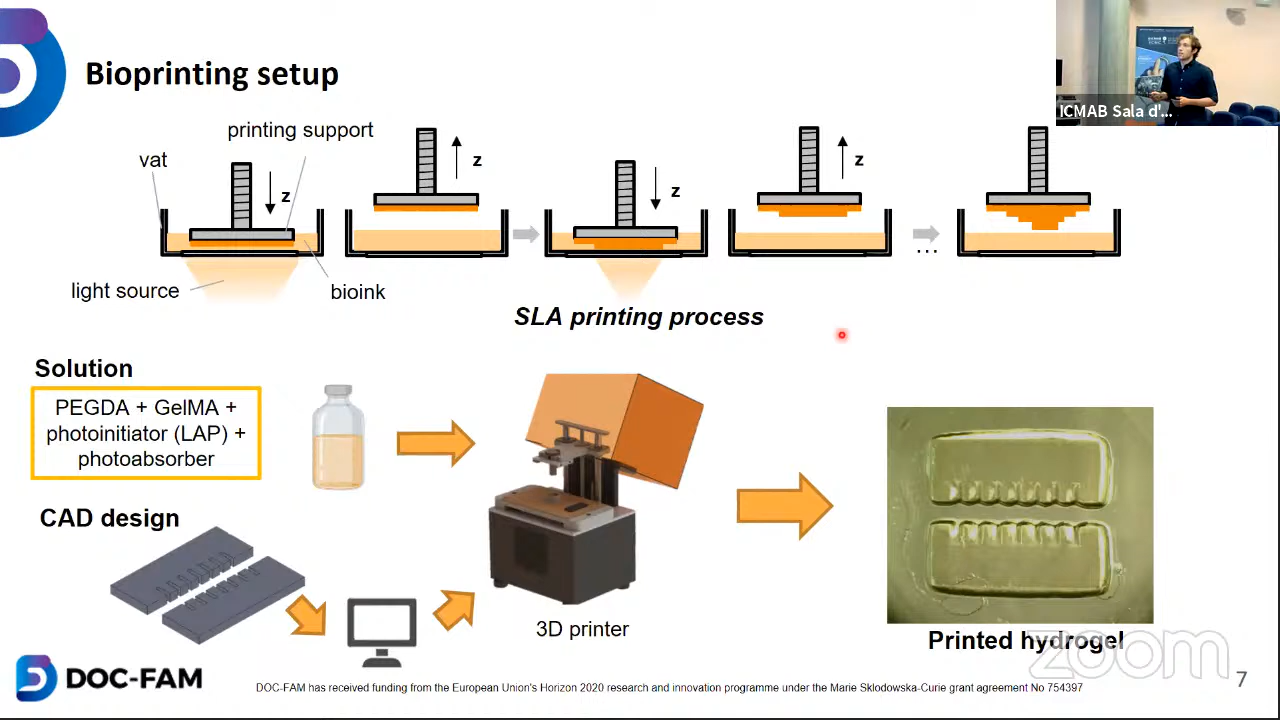 Bioprinting setup
ICMAB Sala d'...
printing support
vat
z
z
z
z
light source
bioink
...
SLA printing process
Solution
PEGDA + GelMA +
photoinitiator (LAP) +
photoabsorber
CAD design
3D printer
Printed hydrogel
zoom
DOC-FAM
DOC-FAM has received funding from the European Union's Horizon 2020 research and innovation programme under the Marie Sklodowska-Curie grant agreement No 754397
7